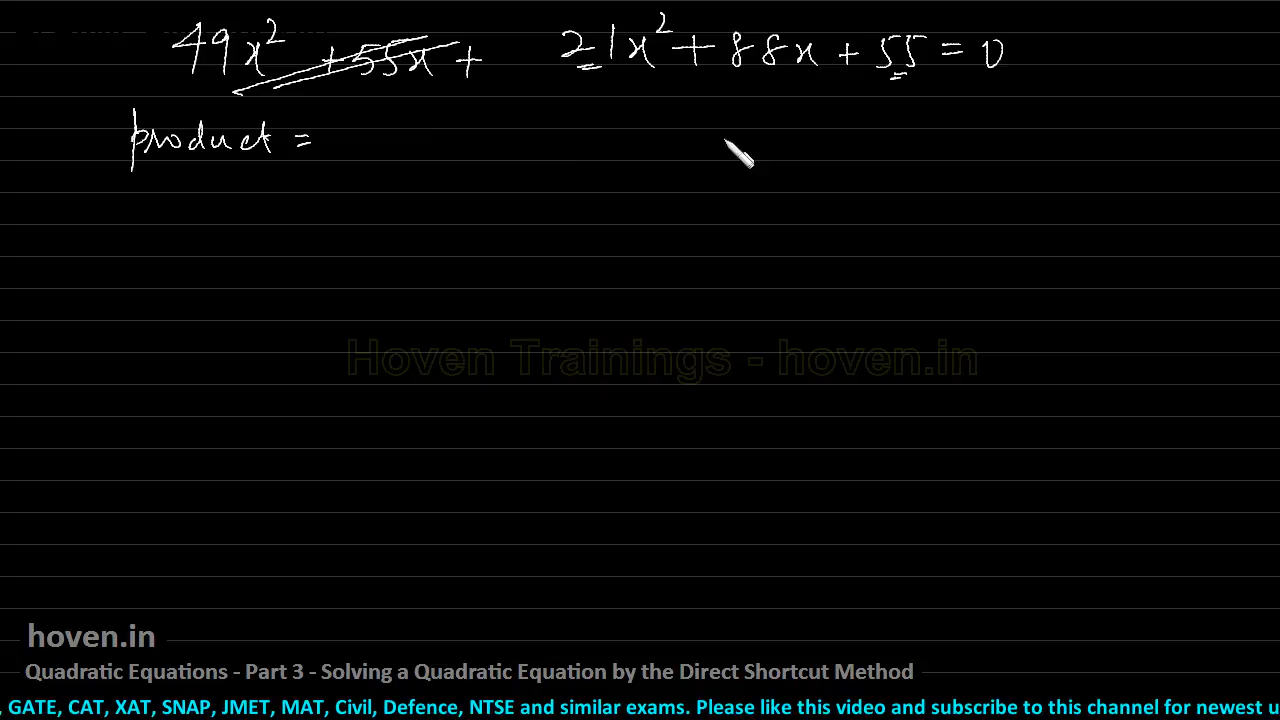 49x² +55x + 21x² + 88x + 55 = 0
product =
Hoven Trainings - hoven.in
hoven.in
Quadratic Equations - Part 3 - Solving a Quadratic Equation by the Direct Shortcut Method
, GATE, CAT, XAT, SNAP, JMET, MAT, Civil, Defence, NTSE and similar exams. Please like this video and subscribe to this channel for newest u